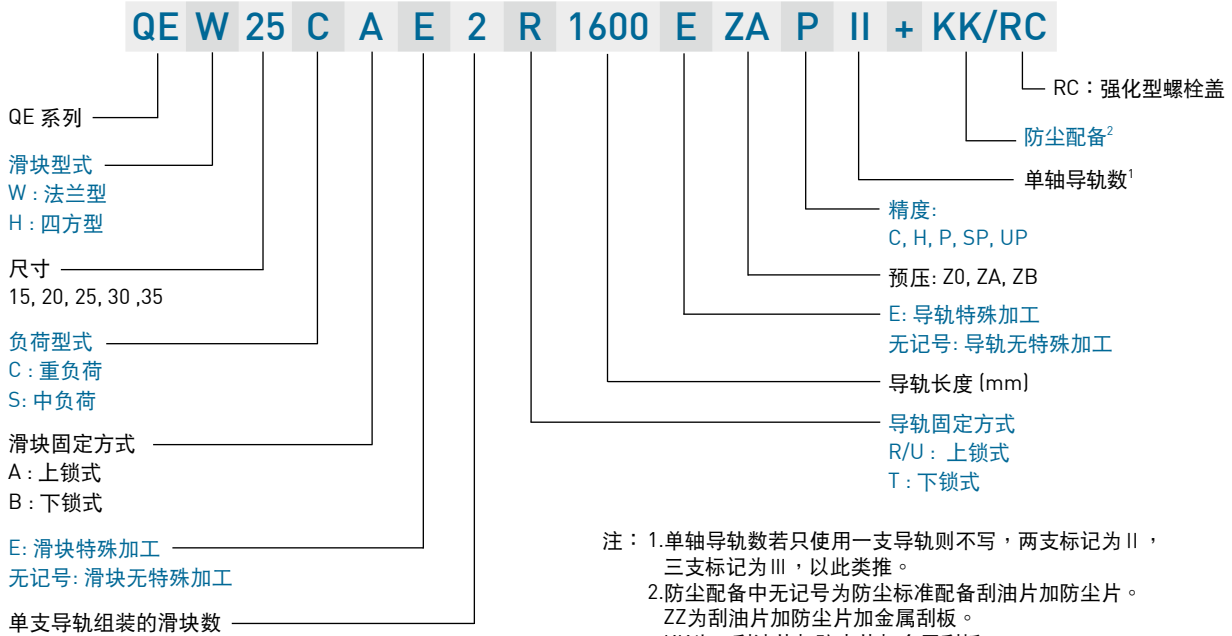 QE W 25 C A E 2 R 1600 E ZA P II + KK/RC
RC：强化型螺栓盖
QE 系列
防尘配备²
滑块型式
W : 法兰型
H : 四方型
单轴导轨数¹
精度:
C, H, P, SP, UP
尺寸
15, 20, 25, 30 ,35
预压: Z0, ZA, ZB
负荷型式
C : 重负荷
S: 中负荷
E: 导轨特殊加工
无记号: 导轨无特殊加工
导轨长度 (mm)
滑块固定方式
A : 上锁式
B : 下锁式
导轨固定方式
R/U : 上锁式
T : 下锁式
E: 滑块特殊加工
无记号: 滑块无特殊加工
单支导轨组装的滑块数
注：1.单轴导轨数若只使用一支导轨则不写，两支标记为II，
三支标记为III，以此类推。
2.防尘配备中无记号为防尘标准配备刮油片加防尘片。
ZZ为刮油片加防尘片加金属刮板。